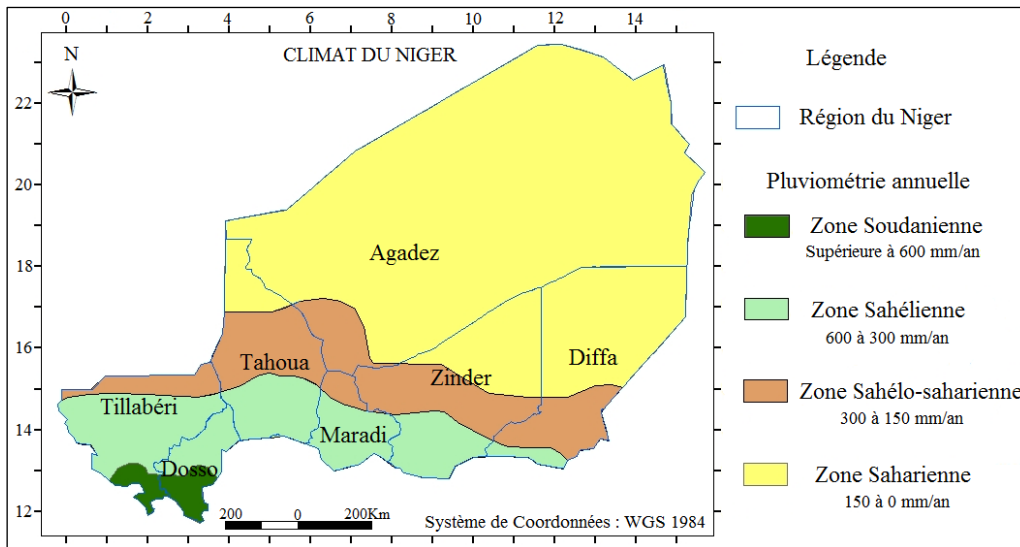 0 2 4 6 8 10 12 14
N
CLIMAT DU NIGER
22
20
18
16
14
12
Agadez
Tahoua
Zinder
Diffa
Tillabéri
Maradi
Dosso
200 0 200Km
Système de Coordonnées : WGS 1984
Légende
Région du Niger
Pluviométrie annuelle
Zone Soudanienne
Supérieure à 600 mm/an
Zone Sahélienne
600 à 300 mm/an
Zone Sahélo-saharienne
300 à 150 mm/an
Zone Saharienne
150 à 0 mm/an